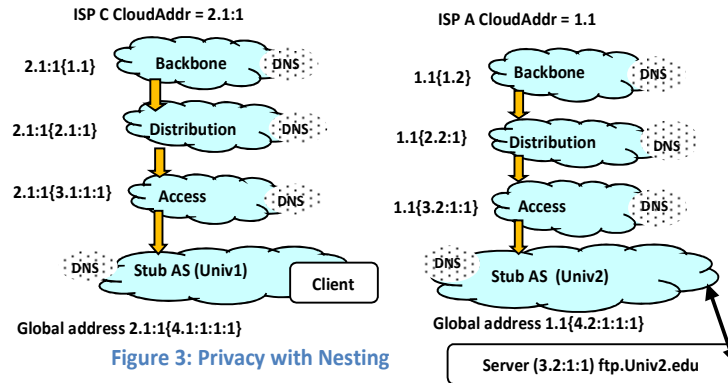 ISP C CloudAddr = 2.1:1
2.1:1{1.1}
Backbone
DNS
2.1:1{2.1:1}
Distribution
DNS
2.1:1{3.1:1:1}
Access
DNS
DNS
Stub AS (Univ1)
Client
Global address 2.1:1{4.1:1:1:1}
ISP A CloudAddr = 1.1
1.1{1.2}
Backbone
DNS
1.1{2.2:1}
Distribution
DNS
1.1{3.2:1:1}
Access
DNS
DNS
Stub AS (Univ2)
Global address 1.1{4.2:1:1:1}
Server (3.2:1:1) ftp.Univ2.edu
Figure 3: Privacy with Nesting